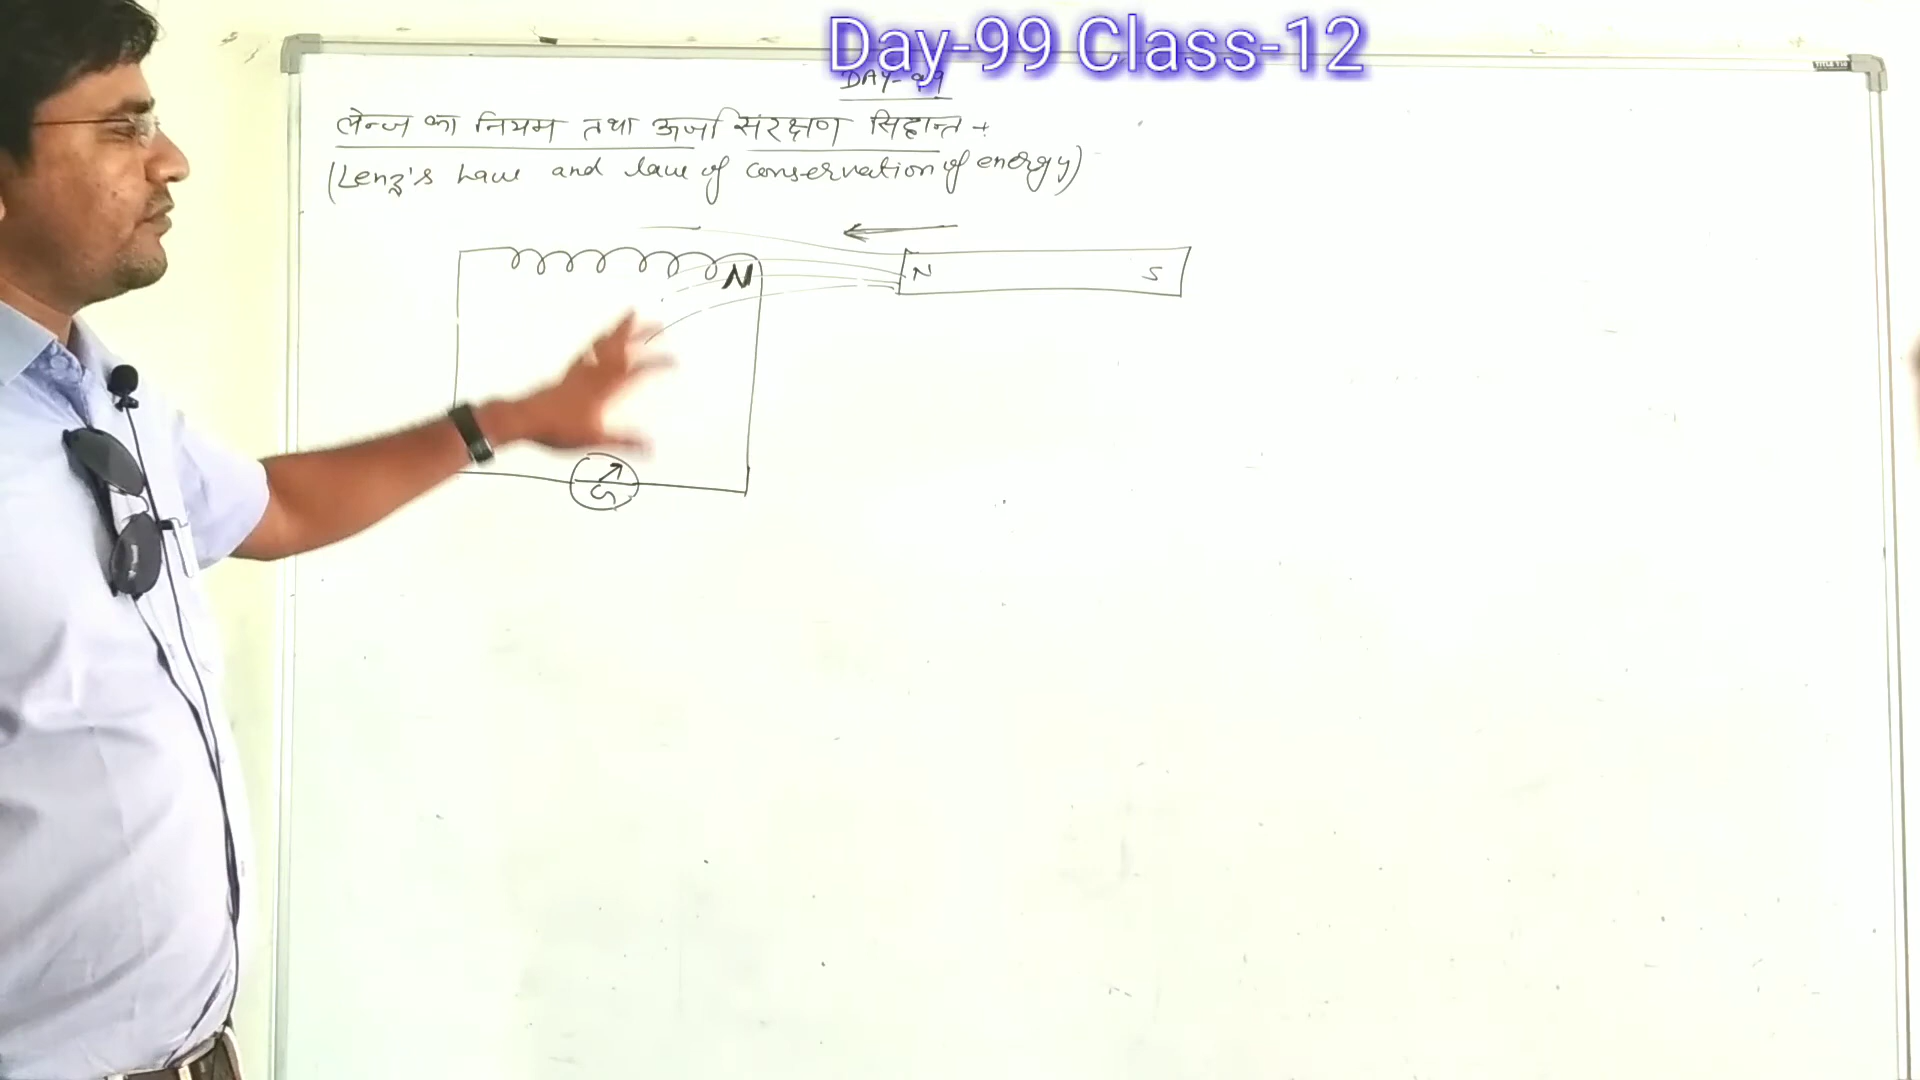 Day-99 Class-12
DAY-99
लेन्ज का नियम तथा ऊर्जा संरक्षण सिद्धान्त :-
(Lenz's Law and law of conservation of energy)
N
N S
G